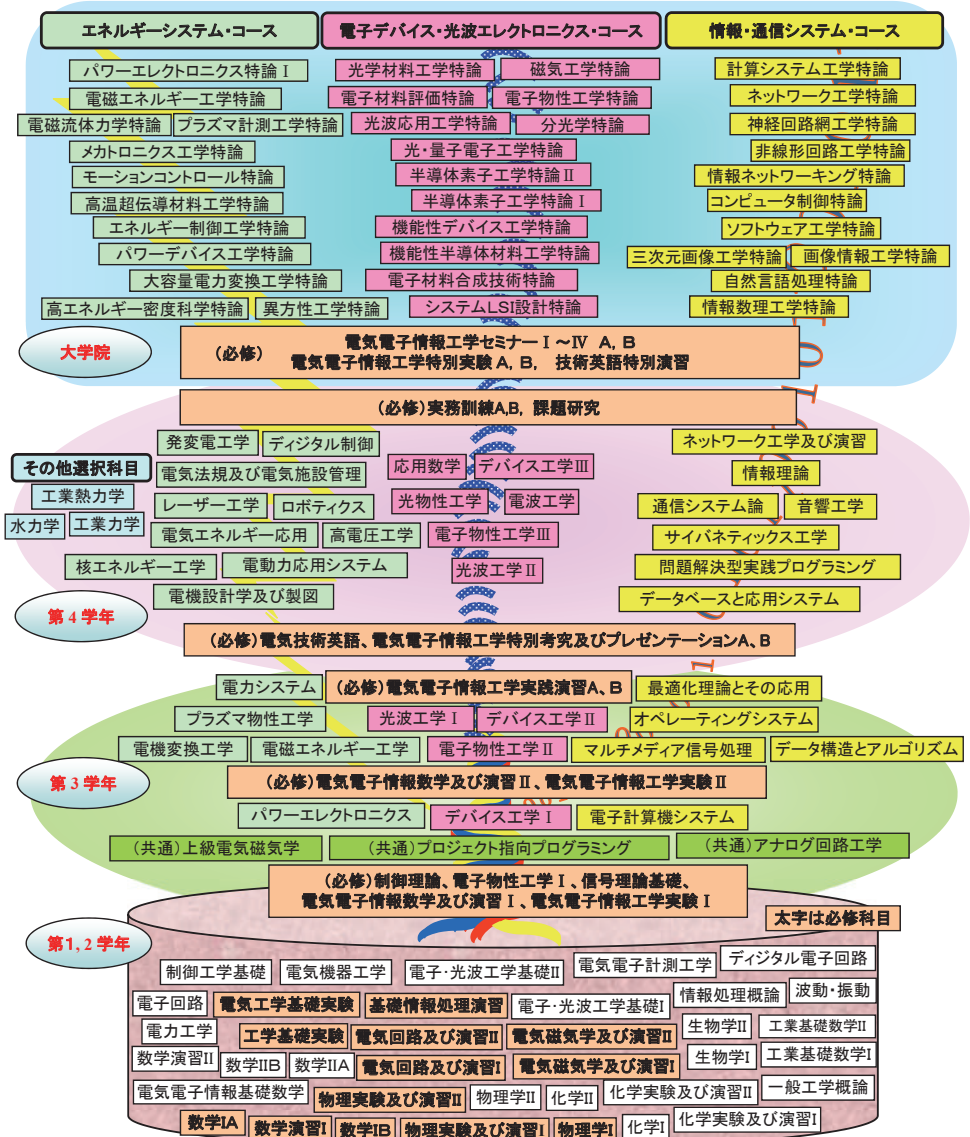 エネルギーシステム・コース
電子デバイス・光波エレクトロニクス・コース
情報・通信システム・コース
パワーエレクトロニクス特論Ⅰ
電磁エネルギー工学特論
電磁流体力学特論
プラズマ計測工学特論
メカトロニクス工学特論
モーションコントロール特論
高温超伝導材料工学特論
エネルギー制御工学特論
パワーデバイス工学特論
大容量電力変換工学特論
高エネルギー密度科学特論
異方性工学特論
光学材料工学特論
磁気工学特論
電子材料評価特論
電子物性工学特論
光波応用工学特論
分光学特論
光・量子電子工学特論
半導体素子工学特論Ⅱ
半導体素子工学特論Ⅰ
機能性デバイス工学特論
機能性半導体材料工学特論
電子材料合成技術特論
システムLSI設計特論
計算システム工学特論
ネットワーク工学特論
神経回路網工学特論
非線形回路工学特論
情報ネットワーキング特論
コンピュータ制御特論
ソフトウェア工学特論
三次元画像工学特論
画像情報工学特論
自然言語処理特論
情報数理工学特論
大学院
(必修)
電気電子情報工学セミナーⅠ～Ⅳ A, B
電気電子情報工学特別実験 A, B, 技術英語特別演習
(必修)実務訓練A,B, 課題研究
その他選択科目
工業熱力学
水力学
工業力学
発変電工学
ディジタル制御
電気法規及び電気施設管理
レーザー工学
ロボティクス
電気エネルギー応用
高電圧工学
核エネルギー工学
電動力応用システム
電機設計学及び製図
応用数学
デバイス工学Ⅲ
光物性工学
電波工学
電子物性工学Ⅲ
光波工学Ⅱ
ネットワーク工学及び演習
情報理論
通信システム論
音響工学
サイバネティックス工学
問題解決型実践プログラミング
データベースと応用システム
第4学年
(必修)電気技術英語、電気電子情報工学特別考究及びプレゼンテーションA、B
電力システム
(必修)電気電子情報工学実践演習A、B
最適化理論とその応用
プラズマ物性工学
光波工学Ⅰ
デバイス工学Ⅱ
オペレーティングシステム
電機変換工学
電磁エネルギー工学
電子物性工学Ⅱ
マルチメディア信号処理
データ構造とアルゴリズム
第3学年
(必修)電気電子情報数学及び演習Ⅱ、電気電子情報工学実験Ⅱ
パワーエレクトロニクス
デバイス工学Ⅰ
電子計算機システム
(共通)上級電気磁気学
(共通)プロジェクト指向プログラミング
(共通)アナログ回路工学
(必修)制御理論、電子物性工学Ⅰ、信号理論基礎、
電気電子情報数学及び演習Ⅰ、電気電子情報工学実験Ⅰ
太字は必修科目
第1,2学年
制御工学基礎
電気機器工学
電子・光波工学基礎II
電気電子計測工学
ディジタル電子回路
電子回路
電気工学基礎実験
基礎情報処理演習
電子・光波工学基礎I
情報処理概論
波動・振動
電力工学
工学基礎実験
電気回路及び演習II
電気磁気学及び演習II
生物学II
工業基礎数学II
数学演習II
数学IIB
数学IIA
電気回路及び演習I
電気磁気学及び演習I
生物学I
工業基礎数学I
電気電子情報基礎数学
物理実験及び演習II
物理学II
化学II
化学実験及び演習II
一般工学概論
数学IA
数学演習I
数学IB
物理実験及び演習I
物理学I
化学I
化学実験及び演習I